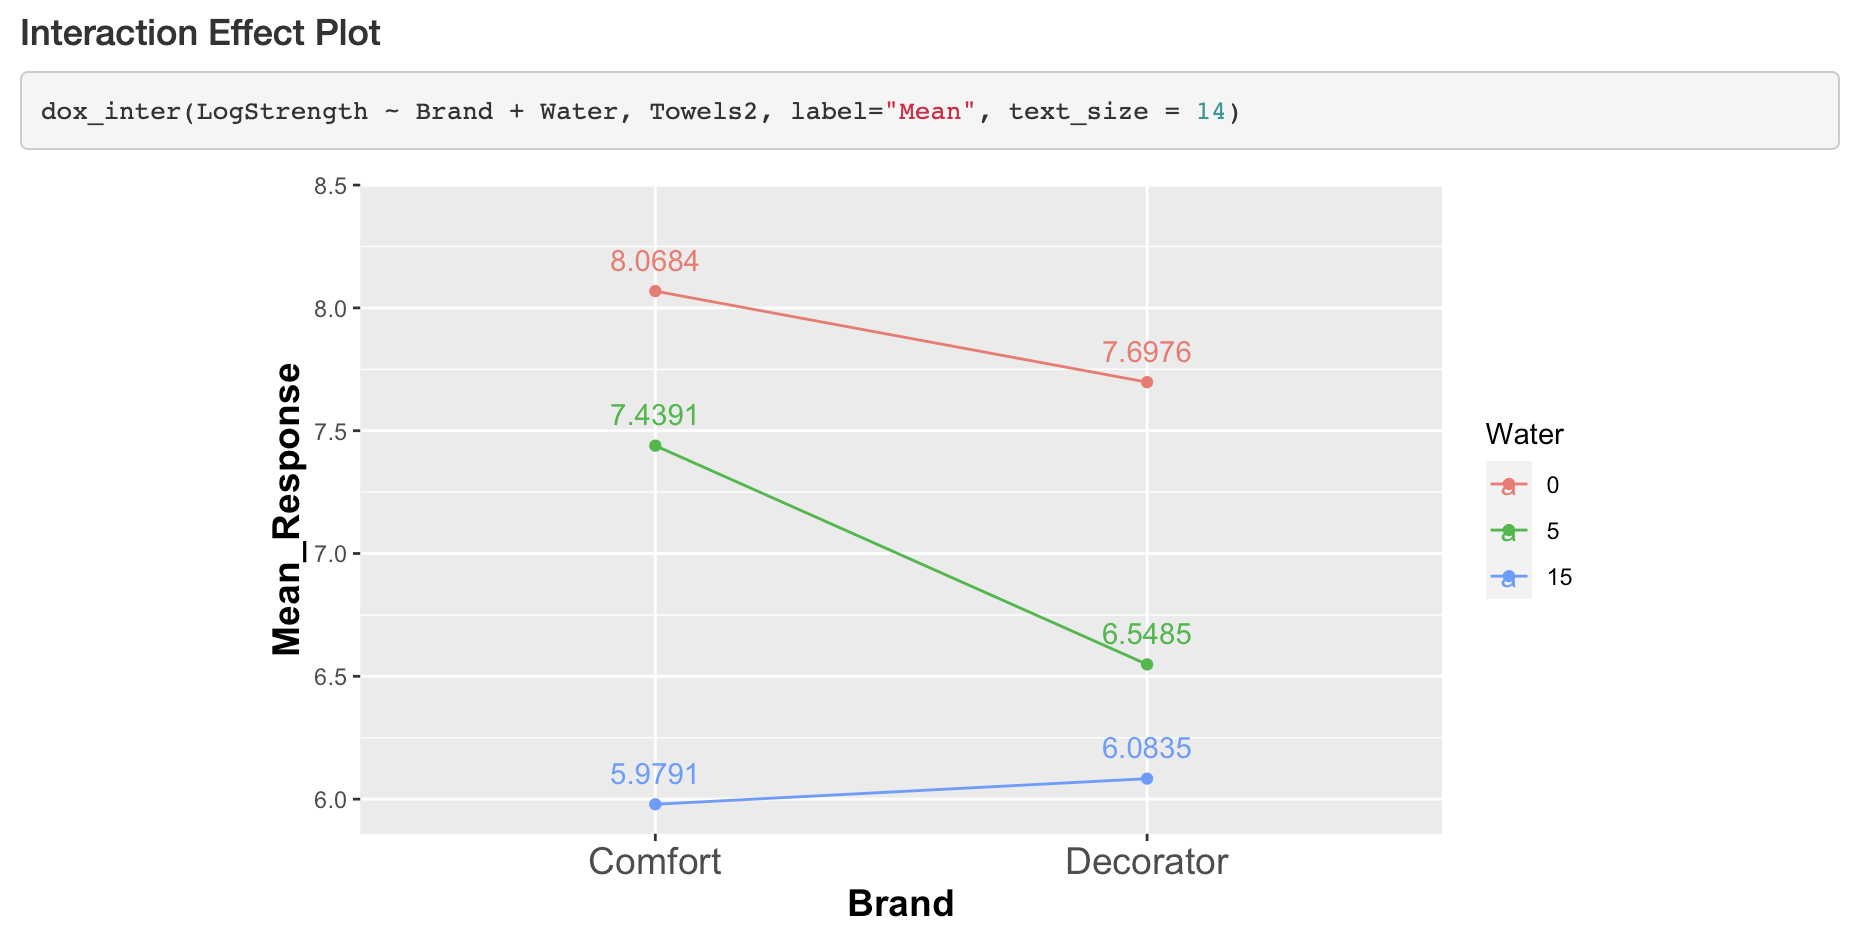 Interaction Effect Plot
dox_inter(LogStrength ~ Brand + Water, Towels2, label="Mean", text_size = 14)
8.5
8.0
7.5
7.0
6.5
6.0
Mean_Response
8.0684
7.6976
7.4391
6.5485
5.9791
6.0835
Comfort
Decorator
Brand
Water
a 0
a 5
a 15